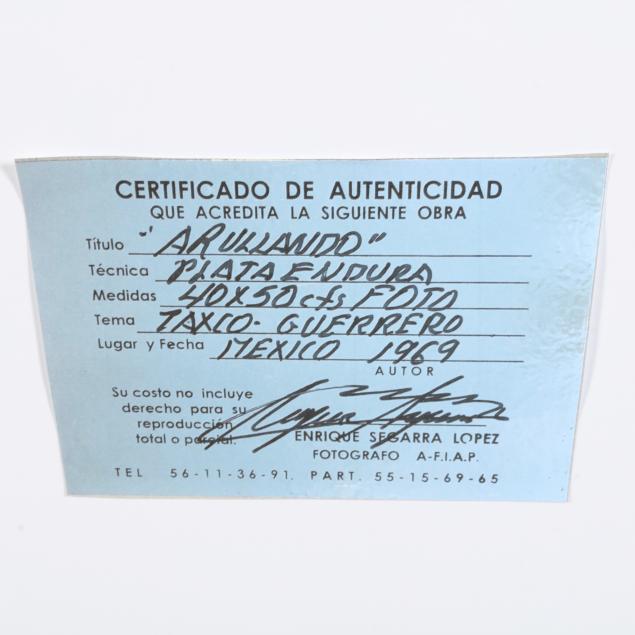 CERTIFICADO DE AUTENTICIDAD
QUE ACREDITA LA SIGUIENTE OBRA
Título "ARULLANDO"
Técnica PLATA ENDURA
Medidas 40X50 cts FOTO
Tema TAXCO-GUERRERO
Lugar y Fecha MEXICO 1969
AUTOR
Su costo no incluye
derecho para su
reproducción
total o parcial.
ENRIQUE SEGARRA LOPEZ
FOTOGRAFO A-F.I.A.P.
TEL 56-11-36-91. PART. 55-15-69-65